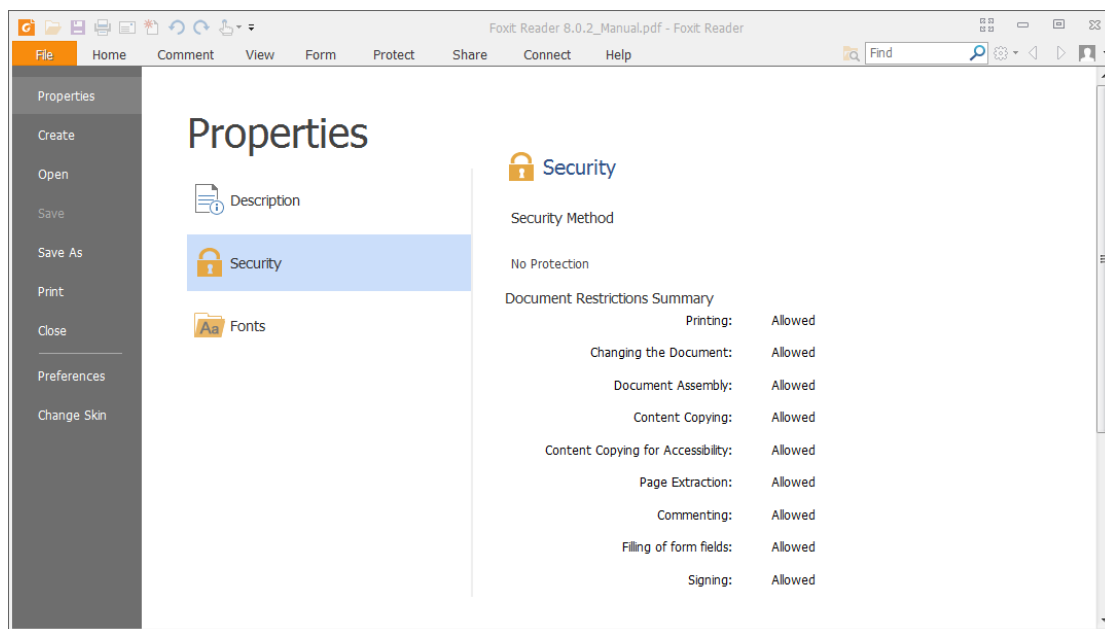 Foxit Reader 8.0.2_Manual.pdf - Foxit Reader
File Home Comment View Form Protect Share Connect Help Find
Properties
Create
Open
Save
Save As
Print
Close
Preferences
Change Skin
Properties
Description
Security
Aa Fonts
Security
Security Method
No Protection
Document Restrictions Summary
Printing: Allowed
Changing the Document: Allowed
Document Assembly: Allowed
Content Copying: Allowed
Content Copying for Accessibility: Allowed
Page Extraction: Allowed
Commenting: Allowed
Filling of form fields: Allowed
Signing: Allowed